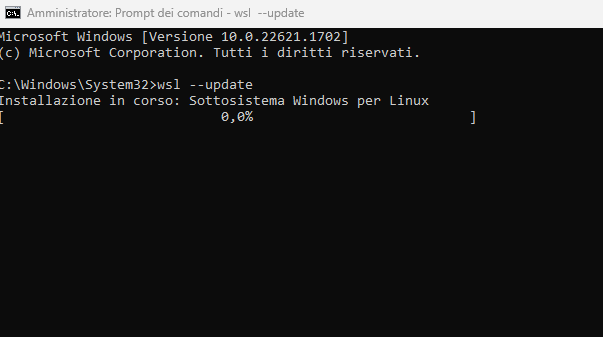 Amministratore: Prompt dei comandi - wsl --update
Microsoft Windows [Versione 10.0.22621.1702]
(c) Microsoft Corporation. Tutti i diritti riservati.
C:\Windows\System32>wsl --update
Installazione in corso: Sottosistema Windows per Linux
[ 0,0% ]